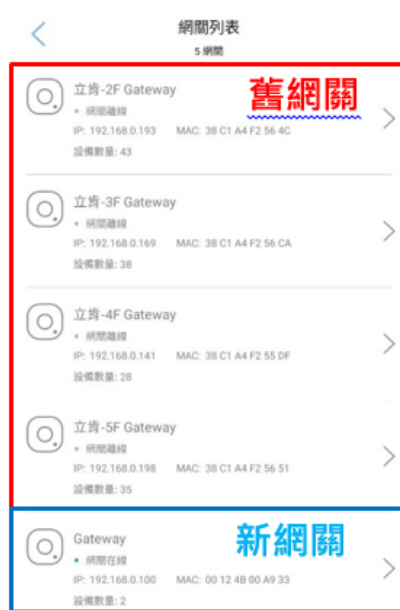 網關列表
5 網關
立肯-2F Gateway
舊網關
• 網關離線
IP: 192.168.0.193 MAC: 38 C1 A4 F2 56 4C
設備數量: 43
立肯-3F Gateway
• 網關離線
IP: 192.168.0.169 MAC: 38 C1 A4 F2 56 CA
設備數量: 38
立肯-4F Gateway
• 網關離線
IP: 192.168.0.141 MAC: 38 C1 A4 F2 55 DF
設備數量: 28
立肯-5F Gateway
• 網關離線
IP: 192.168.0.198 MAC: 38 C1 A4 F2 56 51
設備數量: 35
Gateway
新網關
• 網關在線
IP: 192.168.0.100 MAC: 00 12 4B 00 A9 33
設備數量: 2